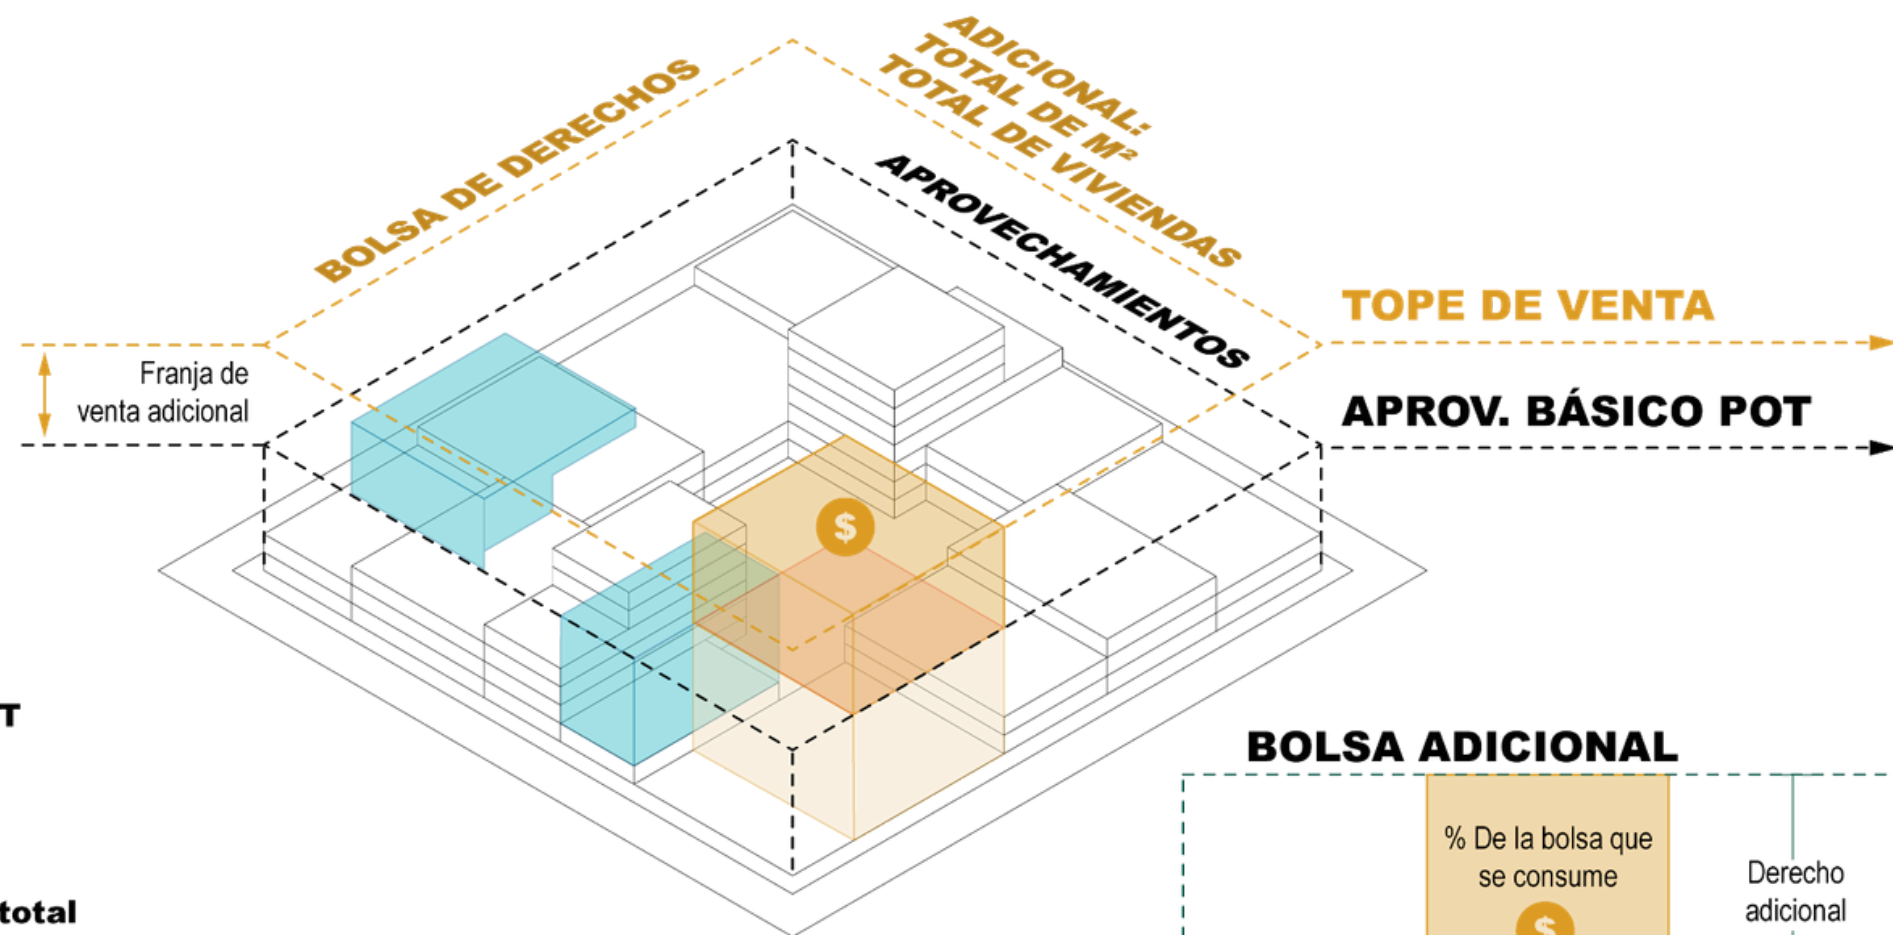 BOLSA DE DERECHOS
ADICIONAL:
TOTAL DE M²
TOTAL DE VIVIENDAS
APROVECHAMIENTOS
TOPE DE VENTA
Franja de
venta adicional
APROV. BÁSICO POT
$
T
total
BOLSA ADICIONAL
% De la bolsa que
se consume
$
Derecho
adicional